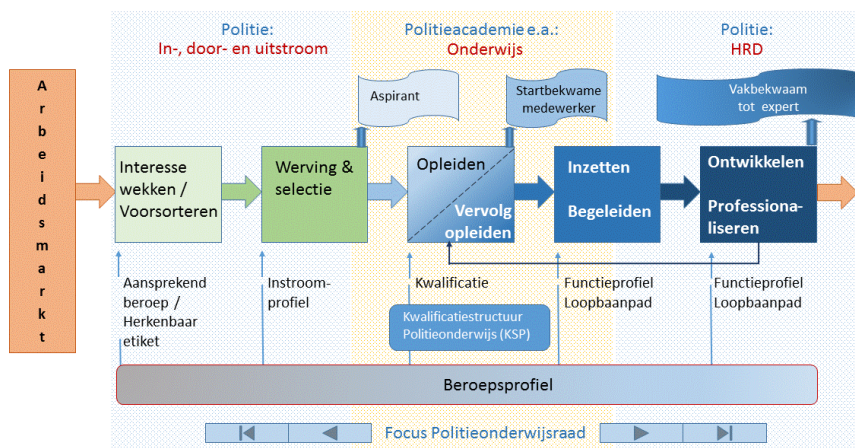 Politie:
In-, door- en uitstroom
Politieacademie e.a.:
Onderwijs
Politie:
HRD
Arbeidsmarkt
Aspirant
Startbekwame
medewerker
Vakbekwaam
tot expert
Interesse
wekken /
Voorsorteren
Werving &
selectie
Opleiden
Vervolg
opleiden
Inzetten
Begeleiden
Ontwikkelen
Professiona-
liseren
Aansprekend
beroep /
Herkenbaar
etiket
Instroom-
profiel
Kwalificatie
Functieprofiel
Loopbaanpad
Functieprofiel
Loopbaanpad
Kwalificatiestructuur
Politieonderwijs (KSP)
Beroepsprofiel
Focus Politieonderwijsraad